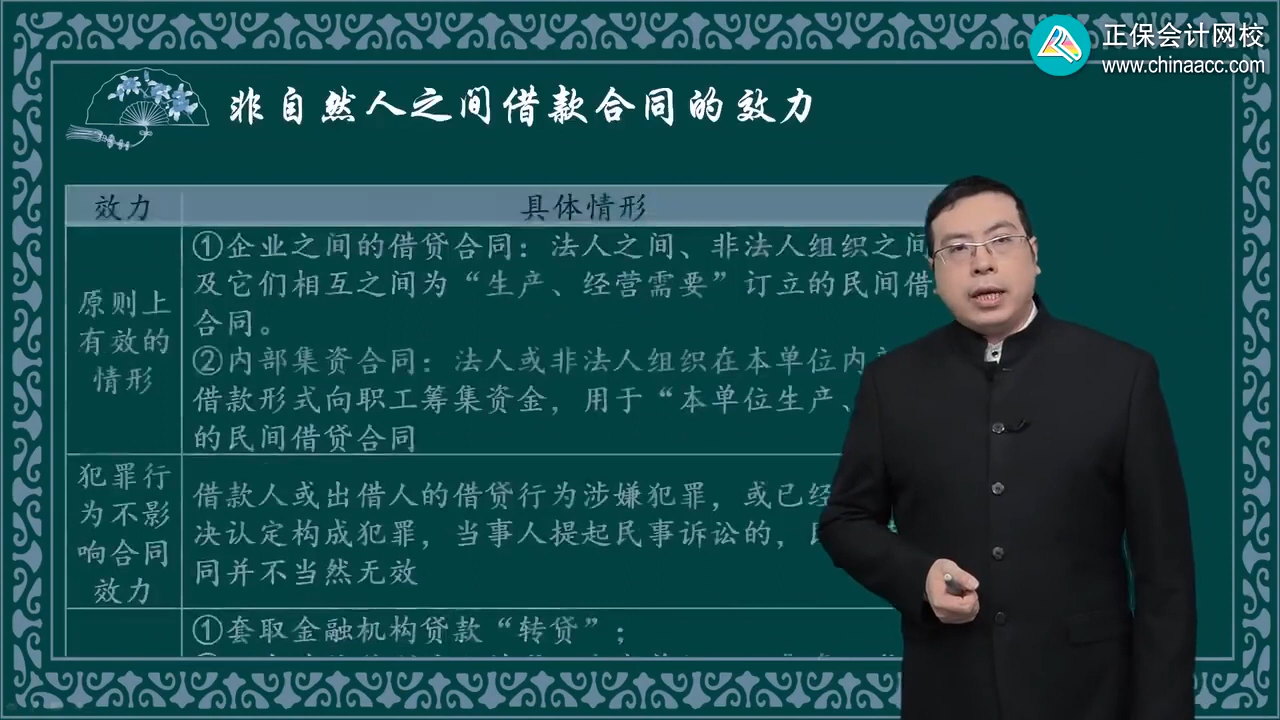 正保会计网校
www.chinaacc.com
非自然人之间借款合同的效力
效力
具体情形
原则上
有效的
情形
①企业之间的借贷合同：法人之间、非法人组织之间
及它们相互之间为“生产、经营需要”订立的民间借
合同。
②内部集资合同：法人或非法人组织在本单位内
借款形式向职工筹集资金，用于“本单位生产、
的民间借贷合同
犯罪行
为不影
响合同
效力
借款人或出借人的借贷行为涉嫌犯罪，或已经
决认定构成犯罪，当事人提起民事诉讼的，
同并不当然无效
①套取金融机构贷款“转贷”；